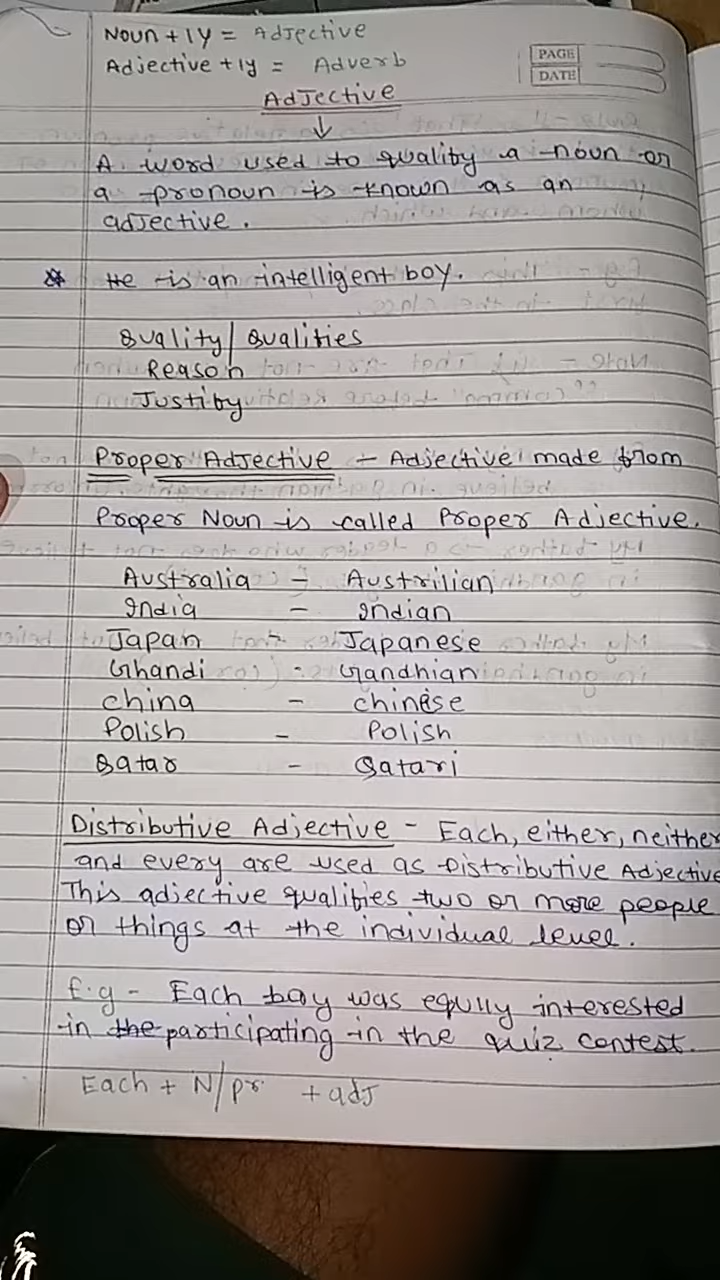 Noun + ly = Adjective
Adjective + ly = Adverb
PAGE
DATE
Adjective
↓
A word used to quality a noun or
a pronoun is known as an
adjective.
He is an intelligent boy.
Quality / Qualities
Reason
Justify
Proper Adjective ÷ Adjective made from
Proper Noun is called Proper Adjective.
Australia - Austrilian
India - Indian
Japan - Japanese
Ghandi - Gandhian
china - chinese
Polish - Polish
Qatar - Qatari
Distributive Adjective - Each, either, neither
and every are used as Distributive Adjective
This adjective qualities two or more people
or things at the individual level.
E.g - Each boy was eqully interested
in the participating in the quiz contest.
Each + N/pr + adj